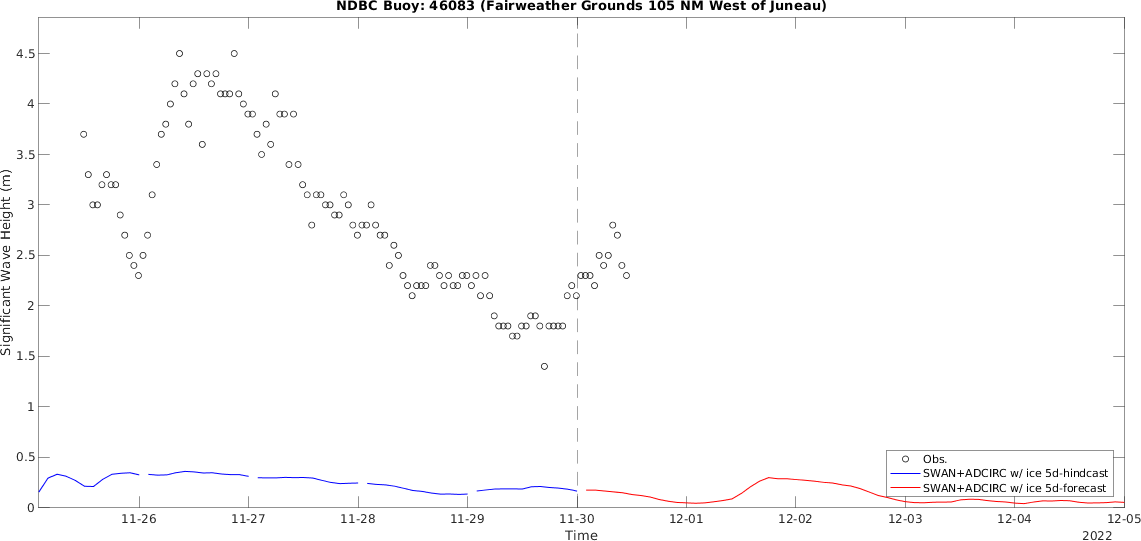 NDBC Buoy: 46083 (Fairweather Grounds 105 NM West of Juneau)
Significant Wave Height (m)
4.5
4
3.5
3
2.5
2
1.5
1
0.5
0
Obs.
SWAN+ADCIRC w/ ice 5d-hindcast
SWAN+ADCIRC w/ ice 5d-forecast
11-26 11-27 11-28 11-29 11-30 12-01 12-02 12-03 12-04 12-05
Time
2022